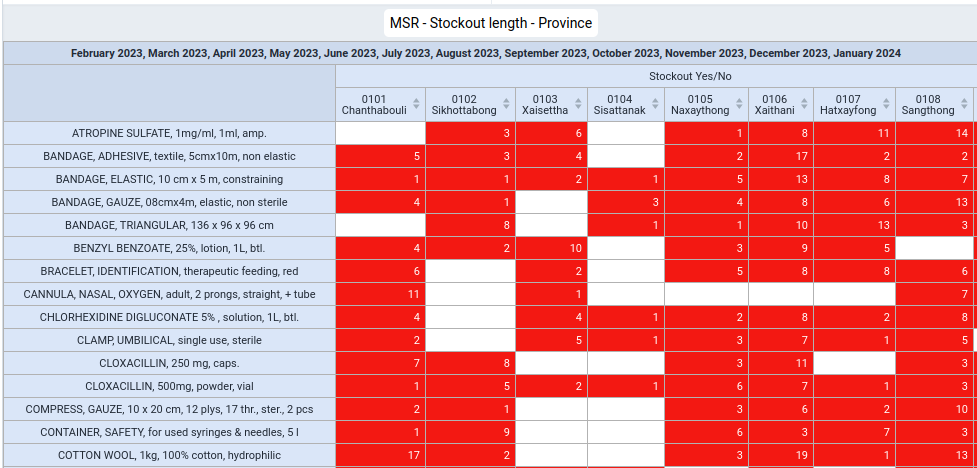 MSR - Stockout length - Province
February 2023, March 2023, April 2023, May 2023, June 2023, July 2023, August 2023, September 2023, October 2023, November 2023, December 2023, January 2024
Stockout Yes/No
0101 Chanthabouli 0102 Sikhottabong 0103 Xaisettha 0104 Sisattanak 0105 Naxaythong 0106 Xaithani 0107 Hatxayfong 0108 Sangthong
ATROPINE SULFATE, 1mg/ml, 1ml, amp. 3 6 1 8 11 14
BANDAGE, ADHESIVE, textile, 5cmx10m, non elastic 5 3 4 2 17 2 2
BANDAGE, ELASTIC, 10 cm x 5 m, constraining 1 1 2 1 5 13 8 7
BANDAGE, GAUZE, 08cmx4m, elastic, non sterile 4 1 3 4 8 6 13
BANDAGE, TRIANGULAR, 136 x 96 x 96 cm 8 1 1 10 13 3
BENZYL BENZOATE, 25%, lotion, 1L, btl. 4 2 10 3 9 5
BRACELET, IDENTIFICATION, therapeutic feeding, red 6 2 5 8 8 6
CANNULA, NASAL, OXYGEN, adult, 2 prongs, straight, + tube 11 1 7
CHLORHEXIDINE DIGLUCONATE 5% , solution, 1L, btl. 4 4 1 2 8 2 8
CLAMP, UMBILICAL, single use, sterile 2 5 1 3 7 1 5
CLOXACILLIN, 250 mg, caps. 7 8 3 11 3
CLOXACILLIN, 500mg, powder, vial 1 5 2 1 6 7 1 3
COMPRESS, GAUZE, 10 x 20 cm, 12 plys, 17 thr., ster., 2 pcs 2 1 3 6 2 10
CONTAINER, SAFETY, for used syringes & needles, 5 l 1 9 6 3 7 3
COTTON WOOL, 1kg, 100% cotton, hydrophilic 17 2 3 19 1 13